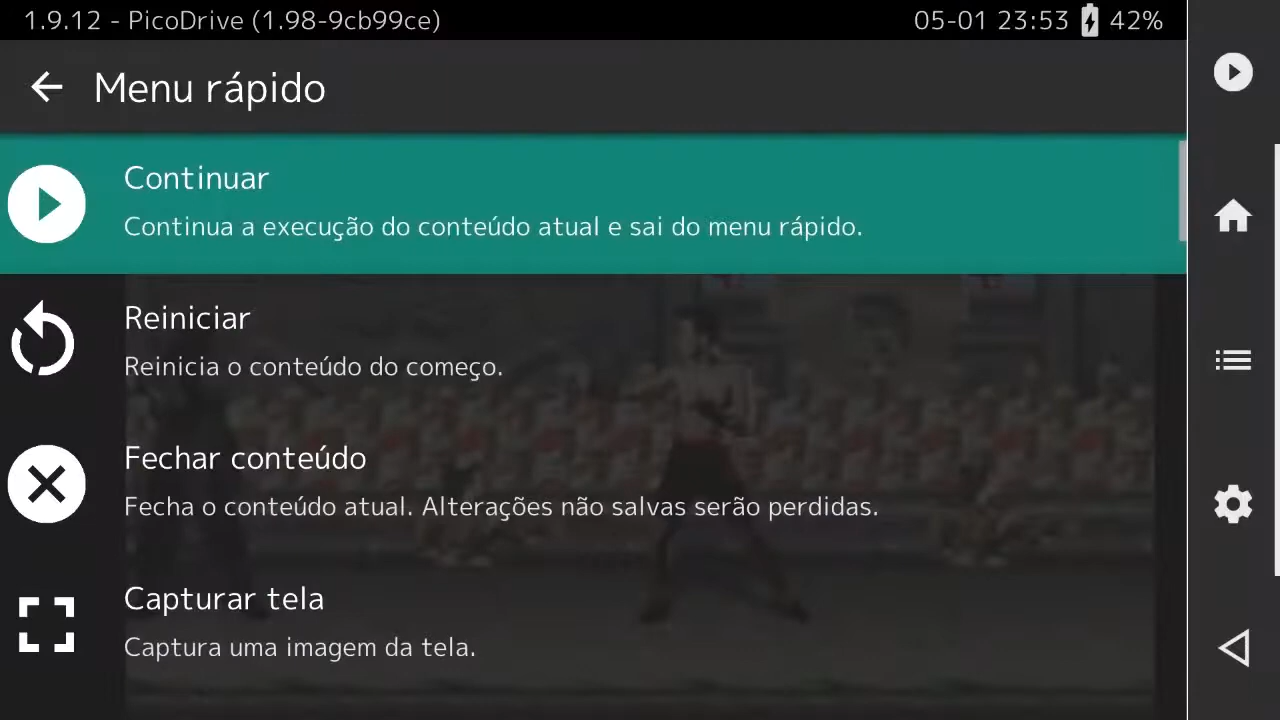 1.9.12 - PicoDrive (1.98-9cb99ce)
05-01 23:53 42%
Menu rápido
Continuar
Continua a execução do conteúdo atual e sai do menu rápido.
Reiniciar
Reinicia o conteúdo do começo.
Fechar conteúdo
Fecha o conteúdo atual. Alterações não salvas serão perdidas.
Capturar tela
Captura uma imagem da tela.